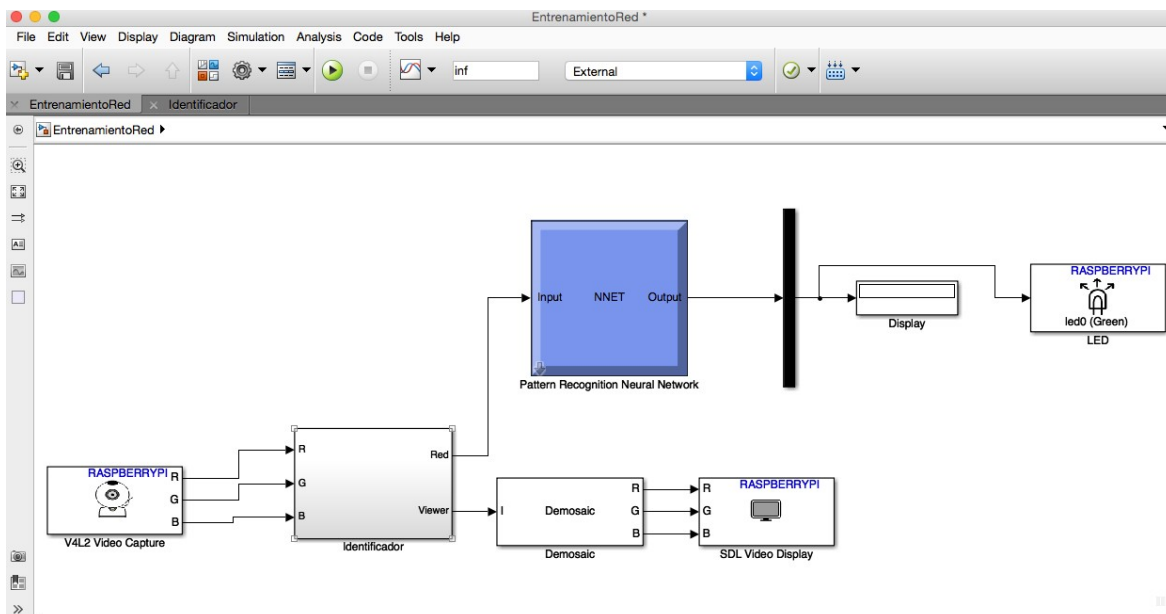 EntrenamientoRed *
File Edit View Display Diagram Simulation Analysis Code Tools Help
inf
External
EntrenamientoRed
Identificador
EntrenamientoRed
Input NNET Output
Pattern Recognition Neural Network
Display
RASPBERRYPI
led0 (Green)
LED
RASPBERRYPI
R
G
B
V4L2 Video Capture
R
G
B
Red
Viewer
Identificador
I
Demosaic
R
G
B
Demosaic
RASPBERRYPI
R
G
B
SDL Video Display